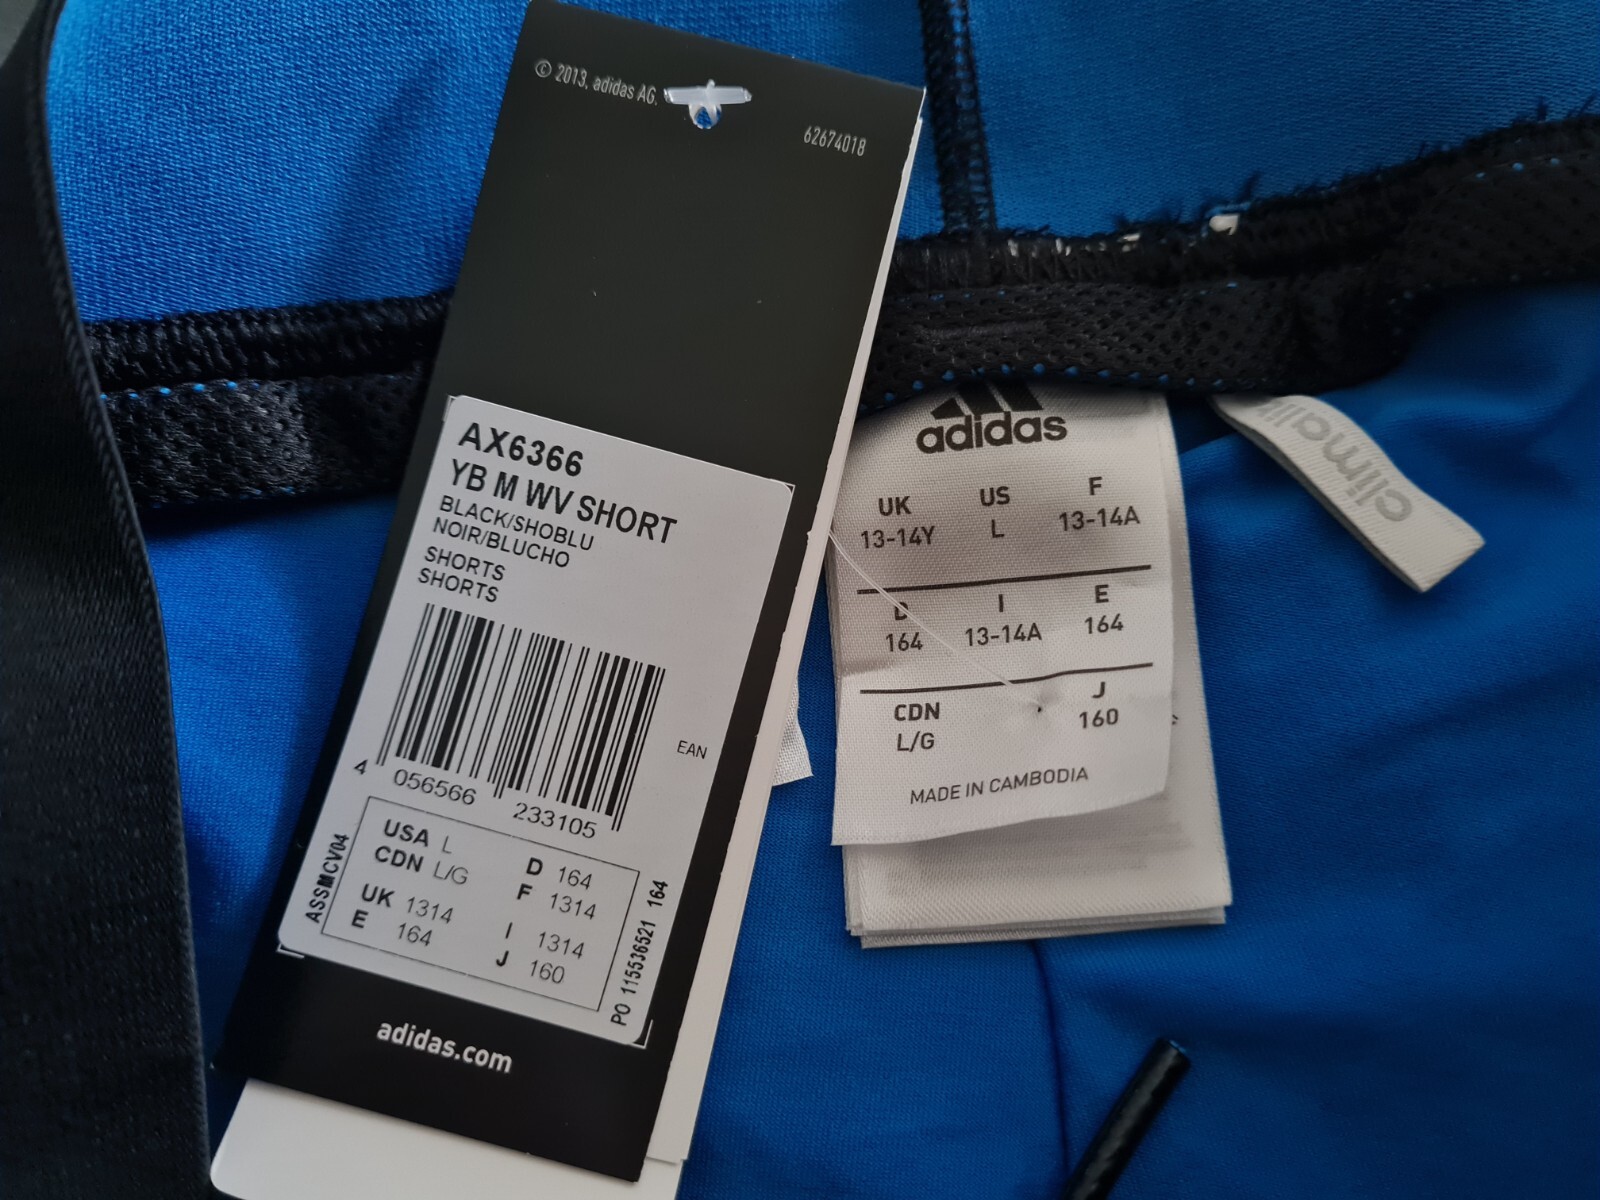 © 2013, adidas AG.
62674018
AX6366
YB M WV SHORT
BLACK/SHOBLU
NOIR/BLUCHO
SHORTS
SHORTS
EAN
4 056566 233105
USA L
CDN L/G
UK 1314
E 164
D 164
F 1314
I 1314
J 160
ASSMCV04
PO 115536521 164
adidas.com
adidas
UK US F
13-14Y L 13-14A
D I E
164 13-14A 164
CDN J
L/G 160
MADE IN CAMBODIA